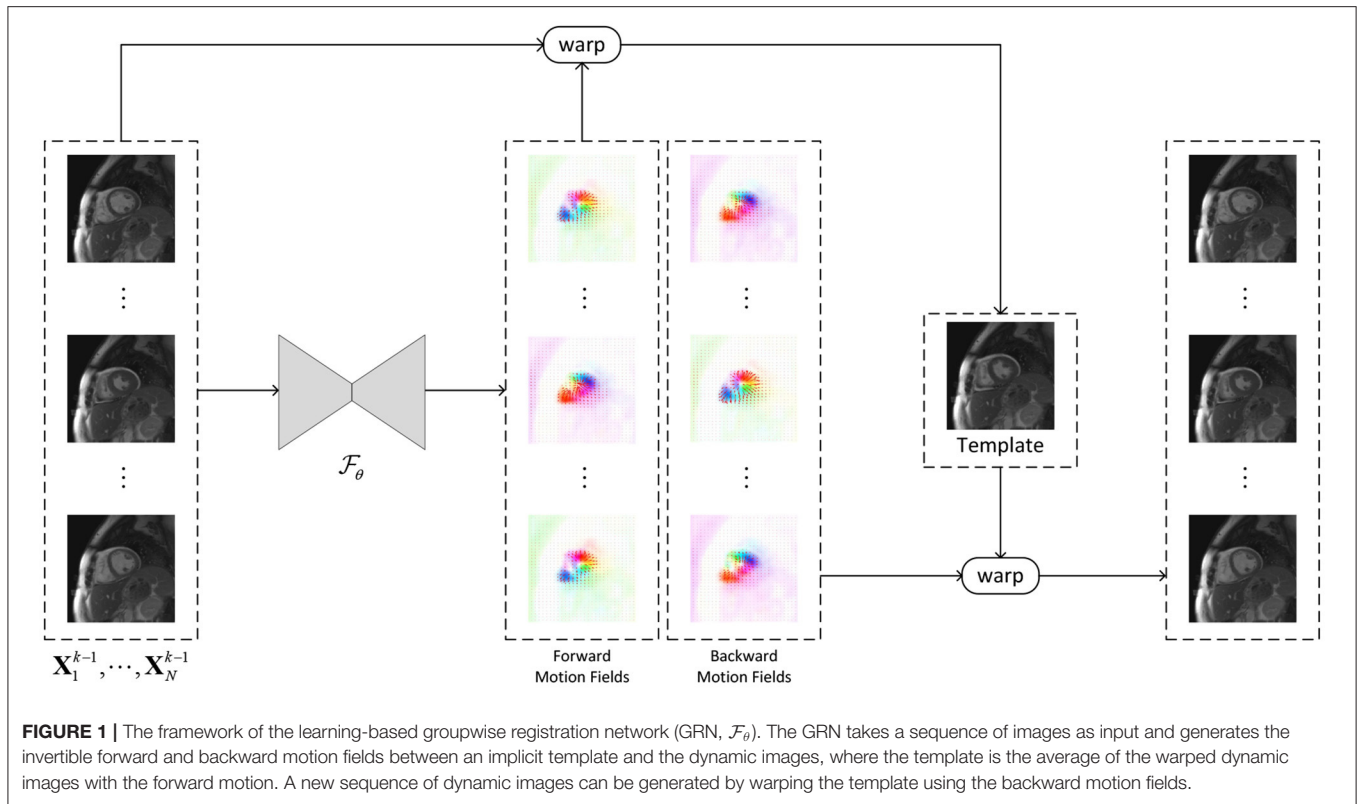 warp
⋮ ⋮ ⋮ ⋮
Template
⋮ ⋮ ⋮ ⋮
warp
𝓕_θ
X_1^{k-1}, ⋯, X_N^{k-1}
Forward
Motion Fields
Backward
Motion Fields
FIGURE 1 | The framework of the learning-based groupwise registration network (GRN, 𝓕_θ). The GRN takes a sequence of images as input and generates the
invertible forward and backward motion fields between an implicit template and the dynamic images, where the template is the average of the warped dynamic
images with the forward motion. A new sequence of dynamic images can be generated by warping the template using the backward motion fields.